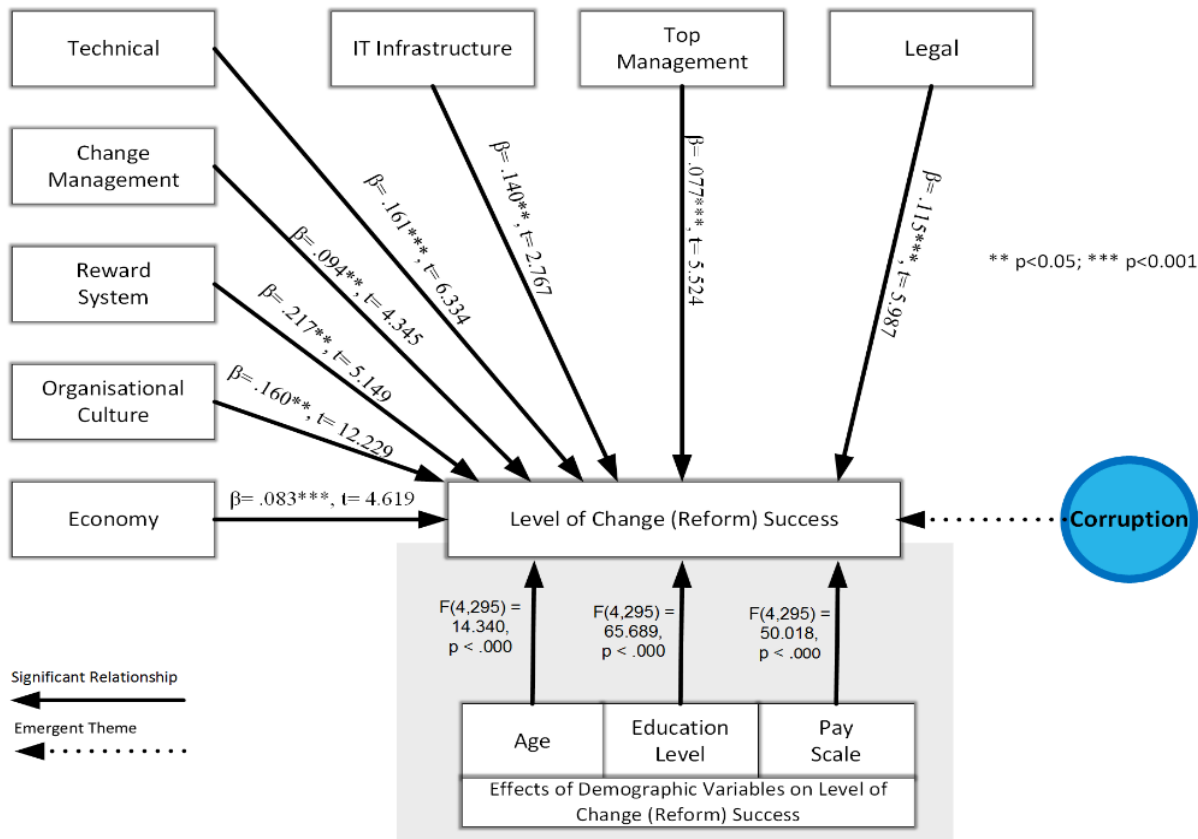 Technical
IT Infrastructure
Top
Management
Legal
Change
Management
Reward
System
Organisational
Culture
Economy
β= .161***, t= 6.334
β= .094**, t= 4.345
β= .217**, t= 5.149
β= .160**, t= 12.229
β= .083***, t= 4.619
β= .140**, t= 2.767
β= .077***, t= 5.524
β= .115***, t= 5.987
** p<0.05; *** p<0.001
Level of Change (Reform) Success
Corruption
F(4,295) =
14.340,
p < .000
F(4,295) =
65.689,
p < .000
F(4,295) =
50.018,
p < .000
Significant Relationship
Emergent Theme
Age
Education
Level
Pay
Scale
Effects of Demographic Variables on Level of
Change (Reform) Success